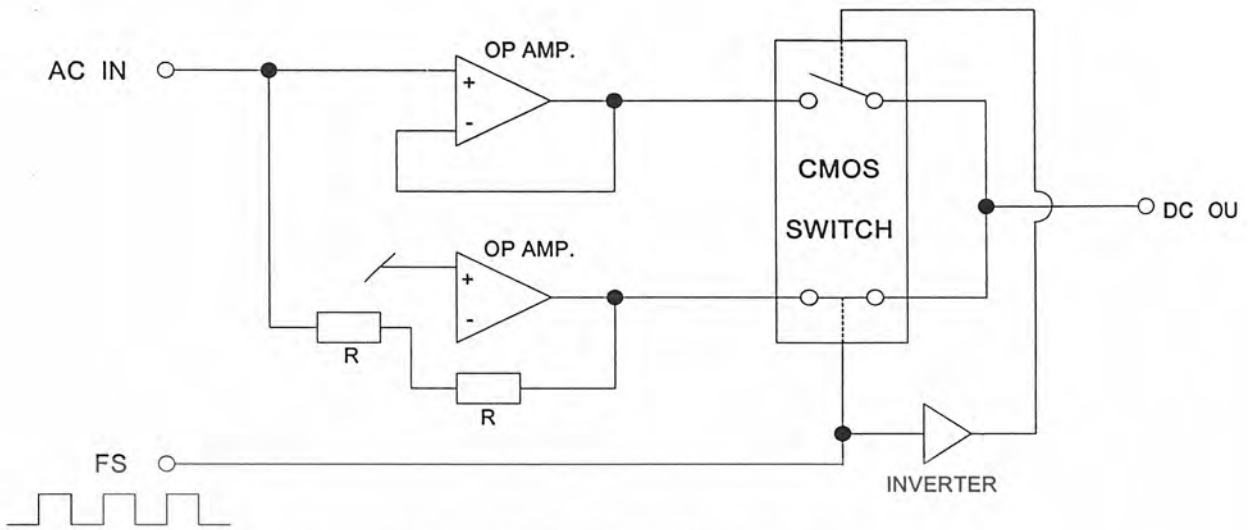 OP AMP.
AC IN
+
-
CMOS
SWITCH
DC OU
OP AMP.
+
-
R
R
FS
INVERTER